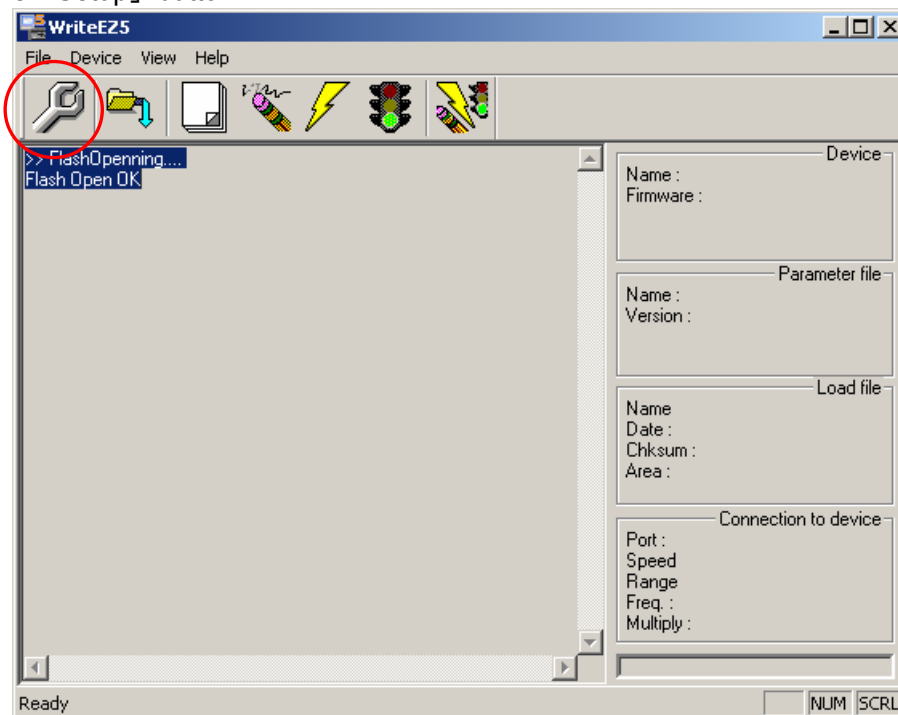 WriteEZ5
File Device View Help
>> FlashOpenning....
Flash Open OK
Device
Name :
Firmware :
Parameter file
Name :
Version :
Load file
Name
Date :
Chksum :
Area :
Connection to device
Port :
Speed
Range
Freq. :
Multiply :
Ready
NUM SCRL